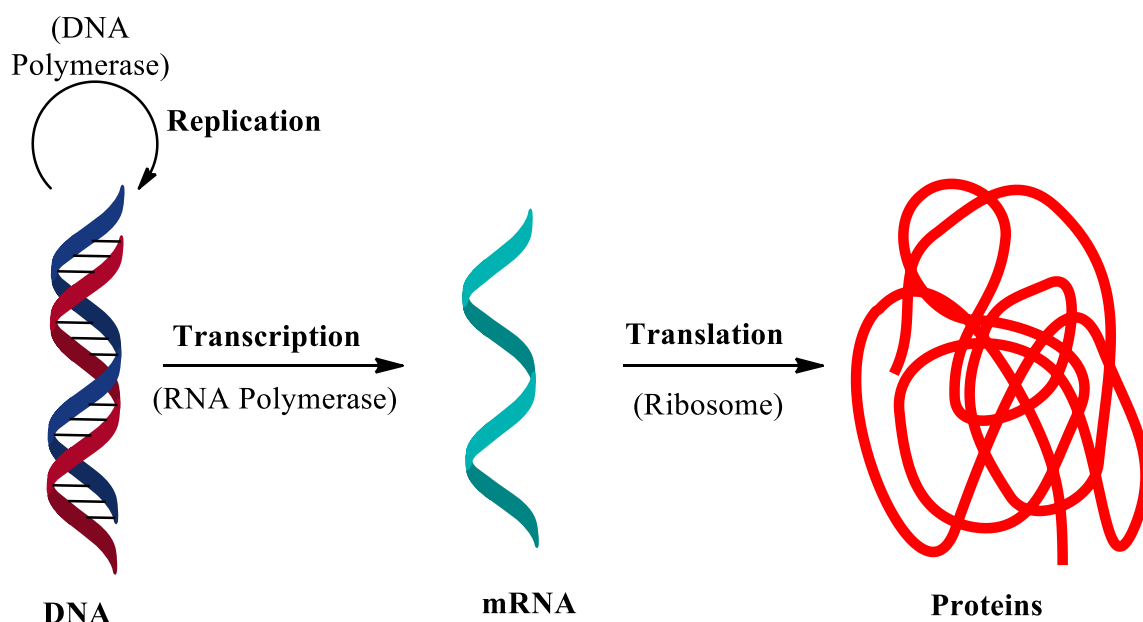 (DNA
Polymerase)
Replication
Transcription
(RNA Polymerase)
Translation
(Ribosome)
DNA
mRNA
Proteins